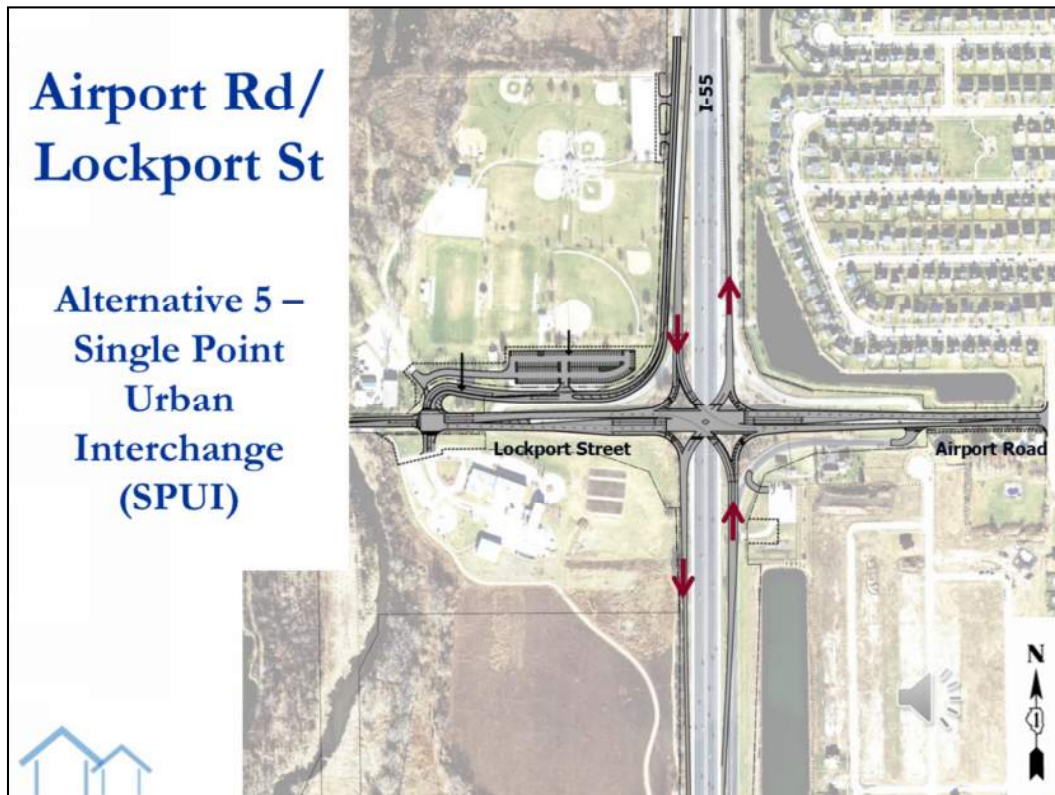 Airport Rd/
Lockport St
Alternative 5 –
Single Point
Urban
Interchange
(SPUI)
I-55
Lockport Street
Airport Road
N